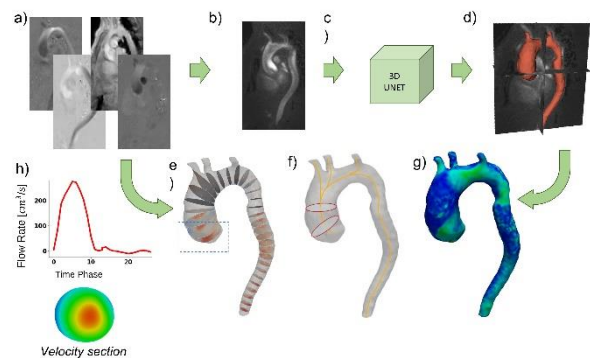 a)
b)
c
)
d)
3D
UNET
h)
e
)
f)
g)
Flow Rate [cm³/s]
200
100
0
0
10
20
Time Phase
Velocity section